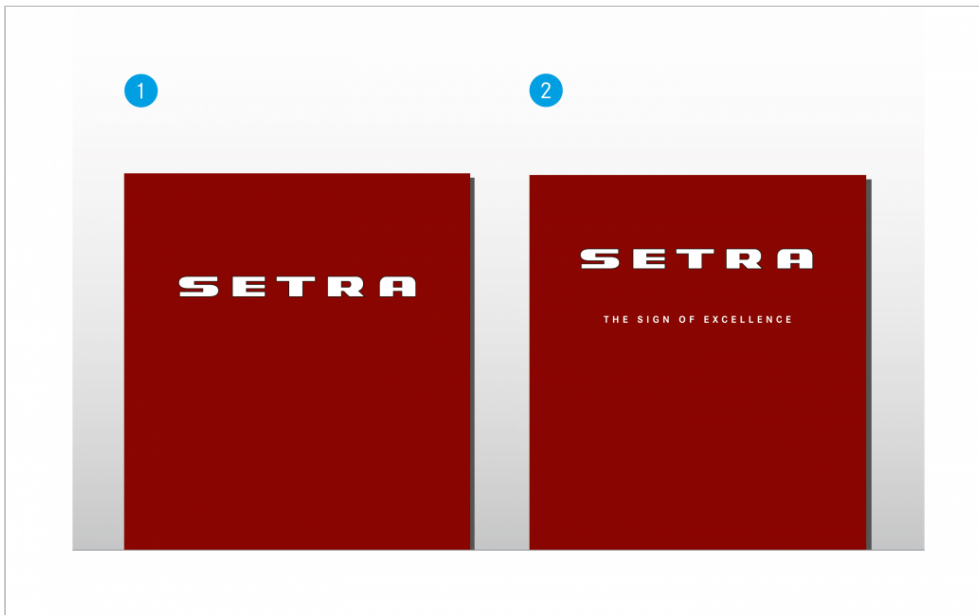 1
2
SETRA
SETRA
THE SIGN OF EXCELLENCE